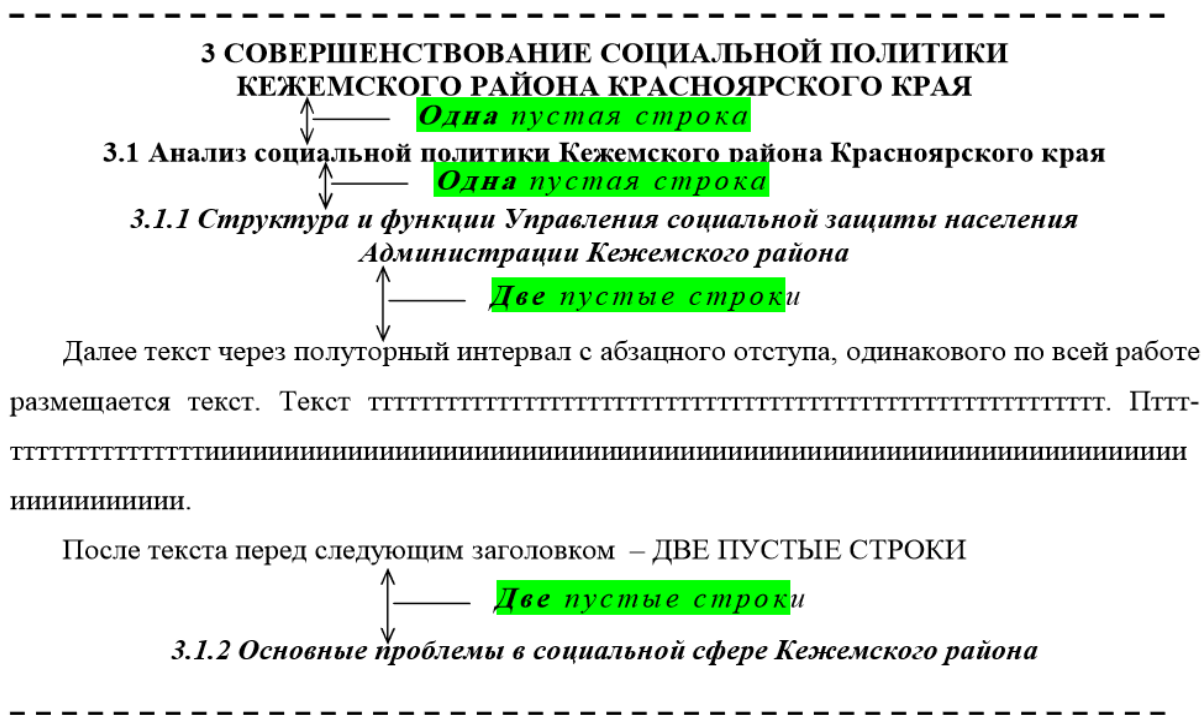 3 СОВЕРШЕНСТВОВАНИЕ СОЦИАЛЬНОЙ ПОЛИТИКИ
КЕЖЕМСКОГО РАЙОНА КРАСНОЯРСКОГО КРАЯ
Одна пустая строка
3.1 Анализ социальной политики Кежемского района Красноярского края
Одна пустая строка
3.1.1 Структура и функции Управления социальной защиты населения
Администрации Кежемского района
Две пустые строки
Далее текст через полуторный интервал с абзацного отступа, одинакового по всей работе
размещается текст. Текст тттттттттттттттттттттттттттттттттттттттттттттттттттттттт. Пттт-
тттттттттттттттиииииииииииииииииииииииииииииииииииииииииииииииииииииииииииии
иииииииииии.
После текста перед следующим заголовком – ДВЕ ПУСТЫЕ СТРОКИ
Две пустые строки
3.1.2 Основные проблемы в социальной сфере Кежемского района